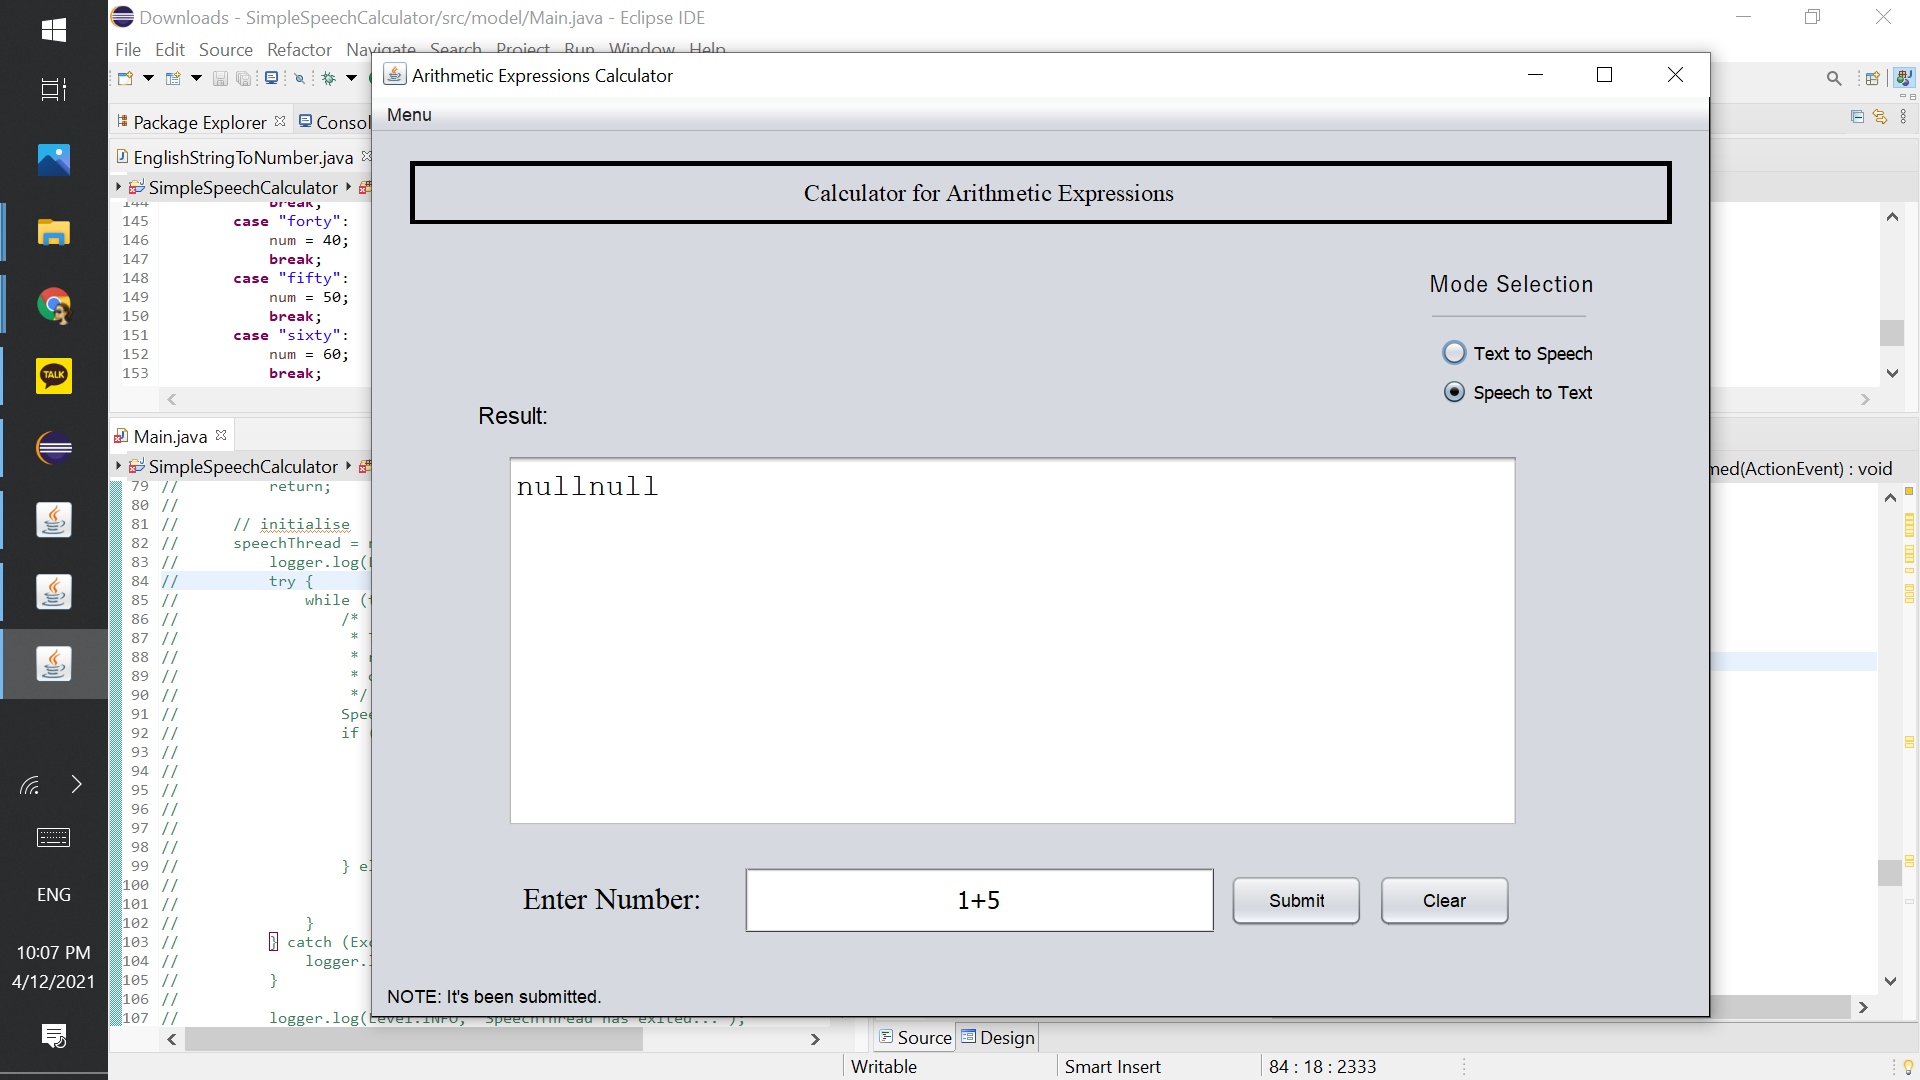 Downloads - SimpleSpeechCalculator/src/model/Main.java - Eclipse IDE
File Edit Source Refactor Navigate Search Project Run Window Help
Arithmetic Expressions Calculator
Menu
Package Explorer
Consol
EnglishStringToNumber.java
SimpleSpeechCalculator
144 break;
145 case "forty":
146 num = 40;
147 break;
148 case "fifty":
149 num = 50;
150 break;
151 case "sixty":
152 num = 60;
153 break;
Calculator for Arithmetic Expressions
Mode Selection
Text to Speech
Speech to Text
Result:
nullnull
Enter Number:
1+5
Submit
Clear
NOTE: It's been submitted.
Main.java
SimpleSpeechCalculator
med(ActionEvent) : void
79 // return;
80 //
81 // // initialise
82 // speechThread =
83 // logger.log(
84 // try {
85 // while (
86 // /*
87 // *
88 // *
89 // *
90 // */
91 // Spee
92 // if
93 //
94 //
95 //
96 //
97 //
98 //
99 // } el
100 //
101 //
102 // }
103 // } catch (Exc
104 // logger.
105 // }
106 //
107 // logger.log(Level.INFO, "SpeechThread has exited...");
Source
Design
Writable
Smart Insert
84 : 18 : 2333
TALK
ENG
10:07 PM
4/12/2021